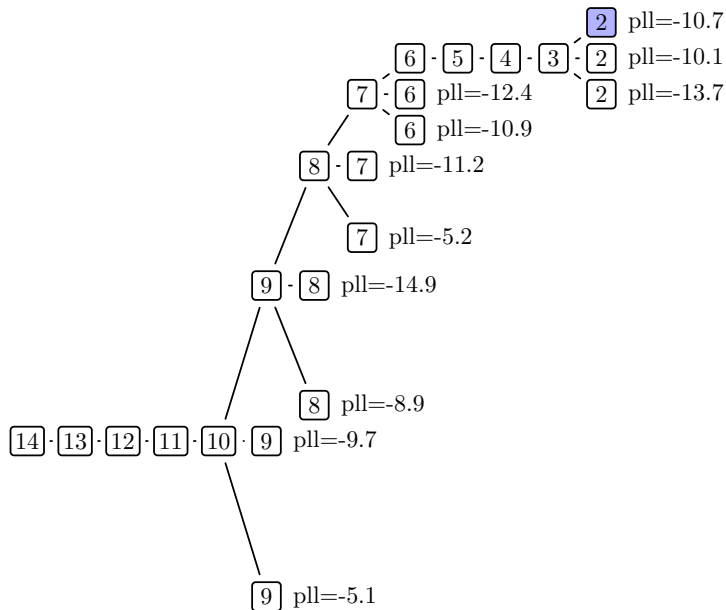 2 pll=-10.7
6 5 4 3 2 pll=-10.1
7 6 pll=-12.4 2 pll=-13.7
6 pll=-10.9
8 7 pll=-11.2
7 pll=-5.2
9 8 pll=-14.9
8 pll=-8.9
14 13 12 11 10 9 pll=-9.7
9 pll=-5.1